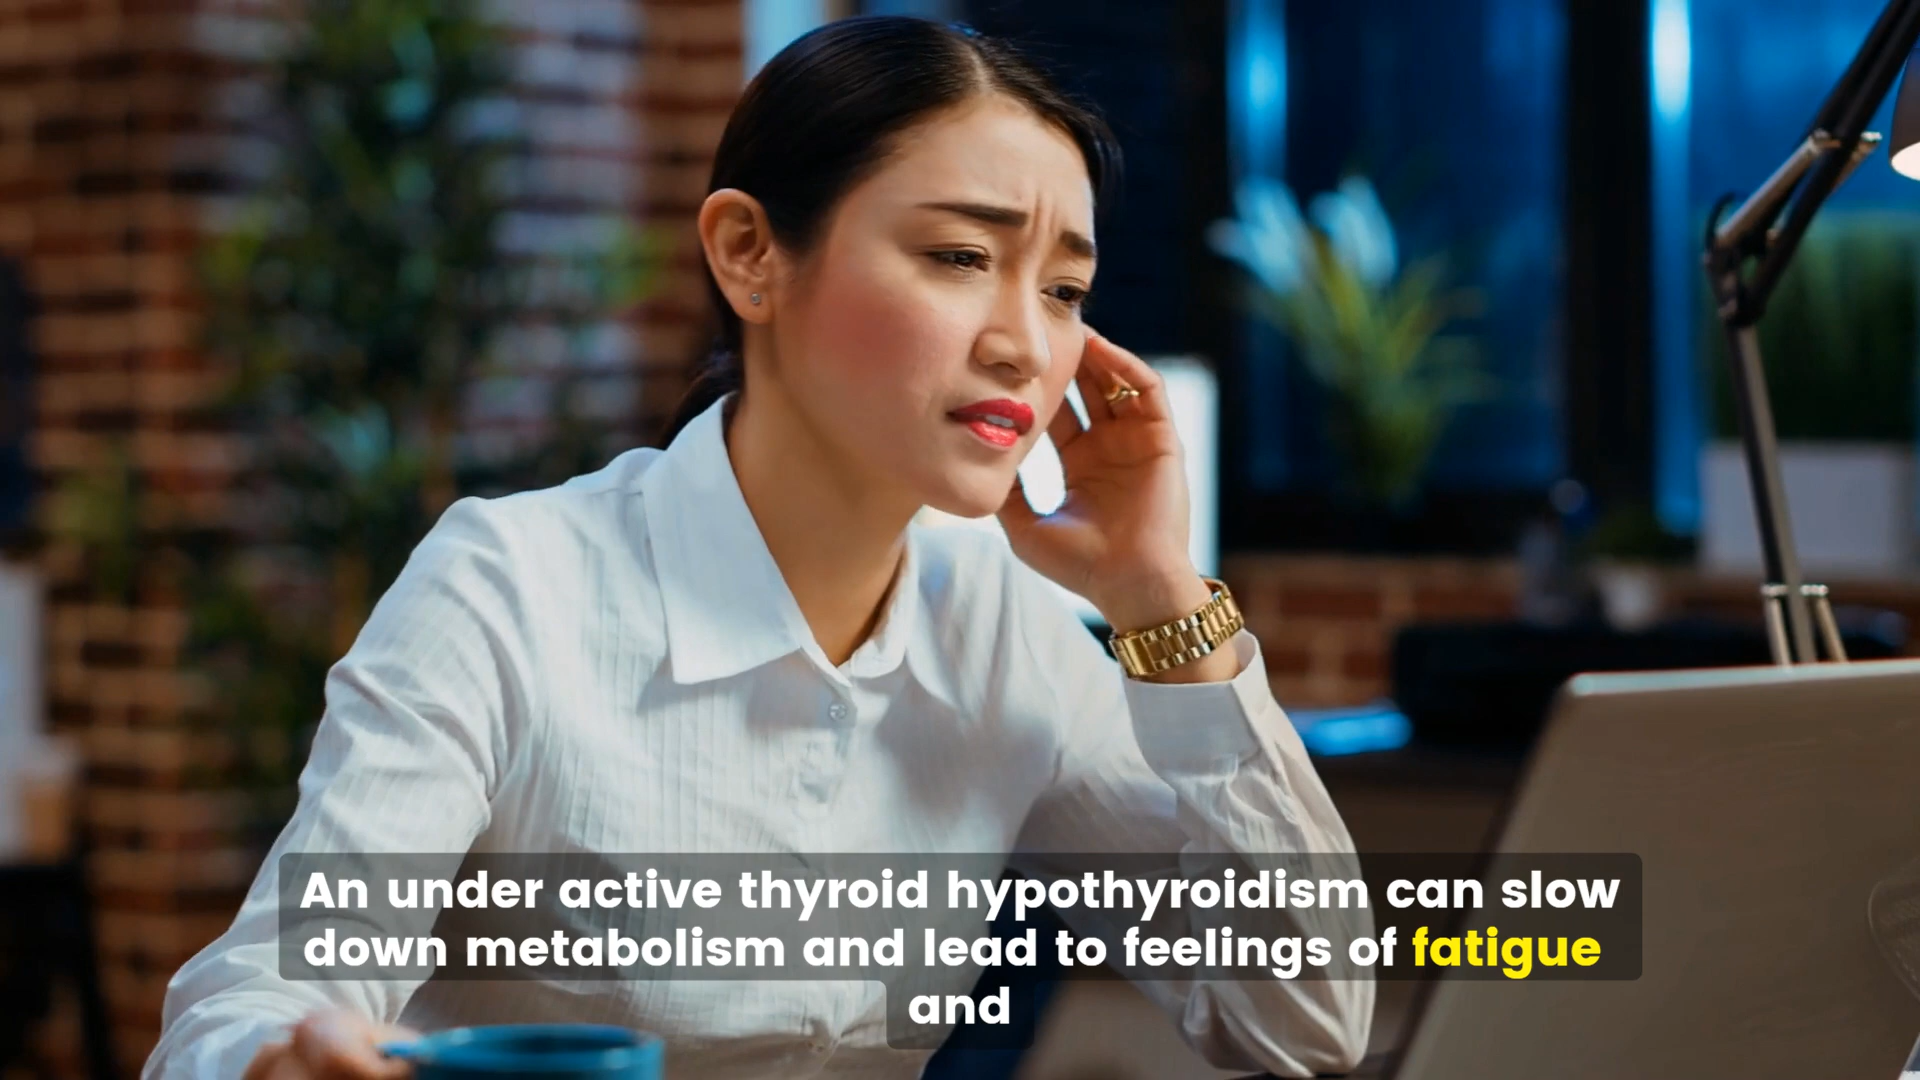 An under active thyroid hypothyroidism can slow
down metabolism and lead to feelings of fatigue
and